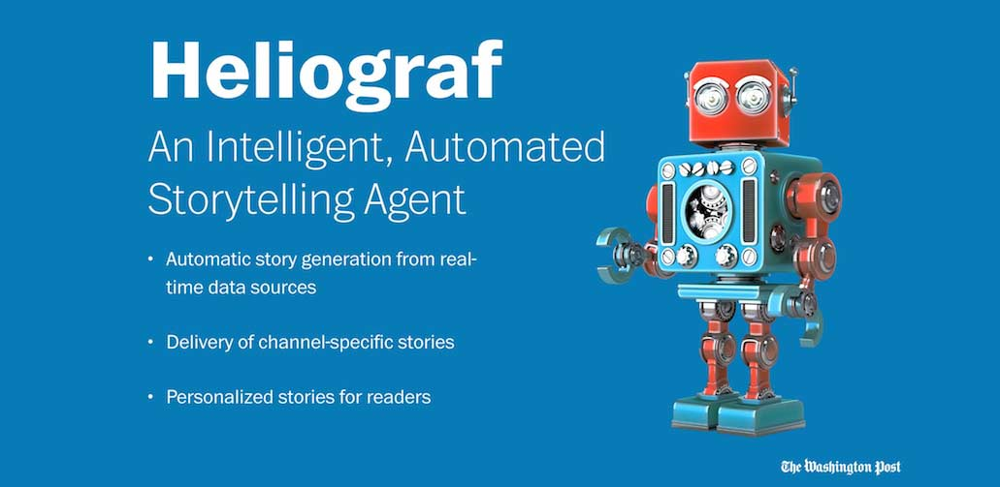 Heliograf
An Intelligent, Automated
Storytelling Agent
• Automatic story generation from real-
time data sources
• Delivery of channel-specific stories
• Personalized stories for readers
The Washington Post